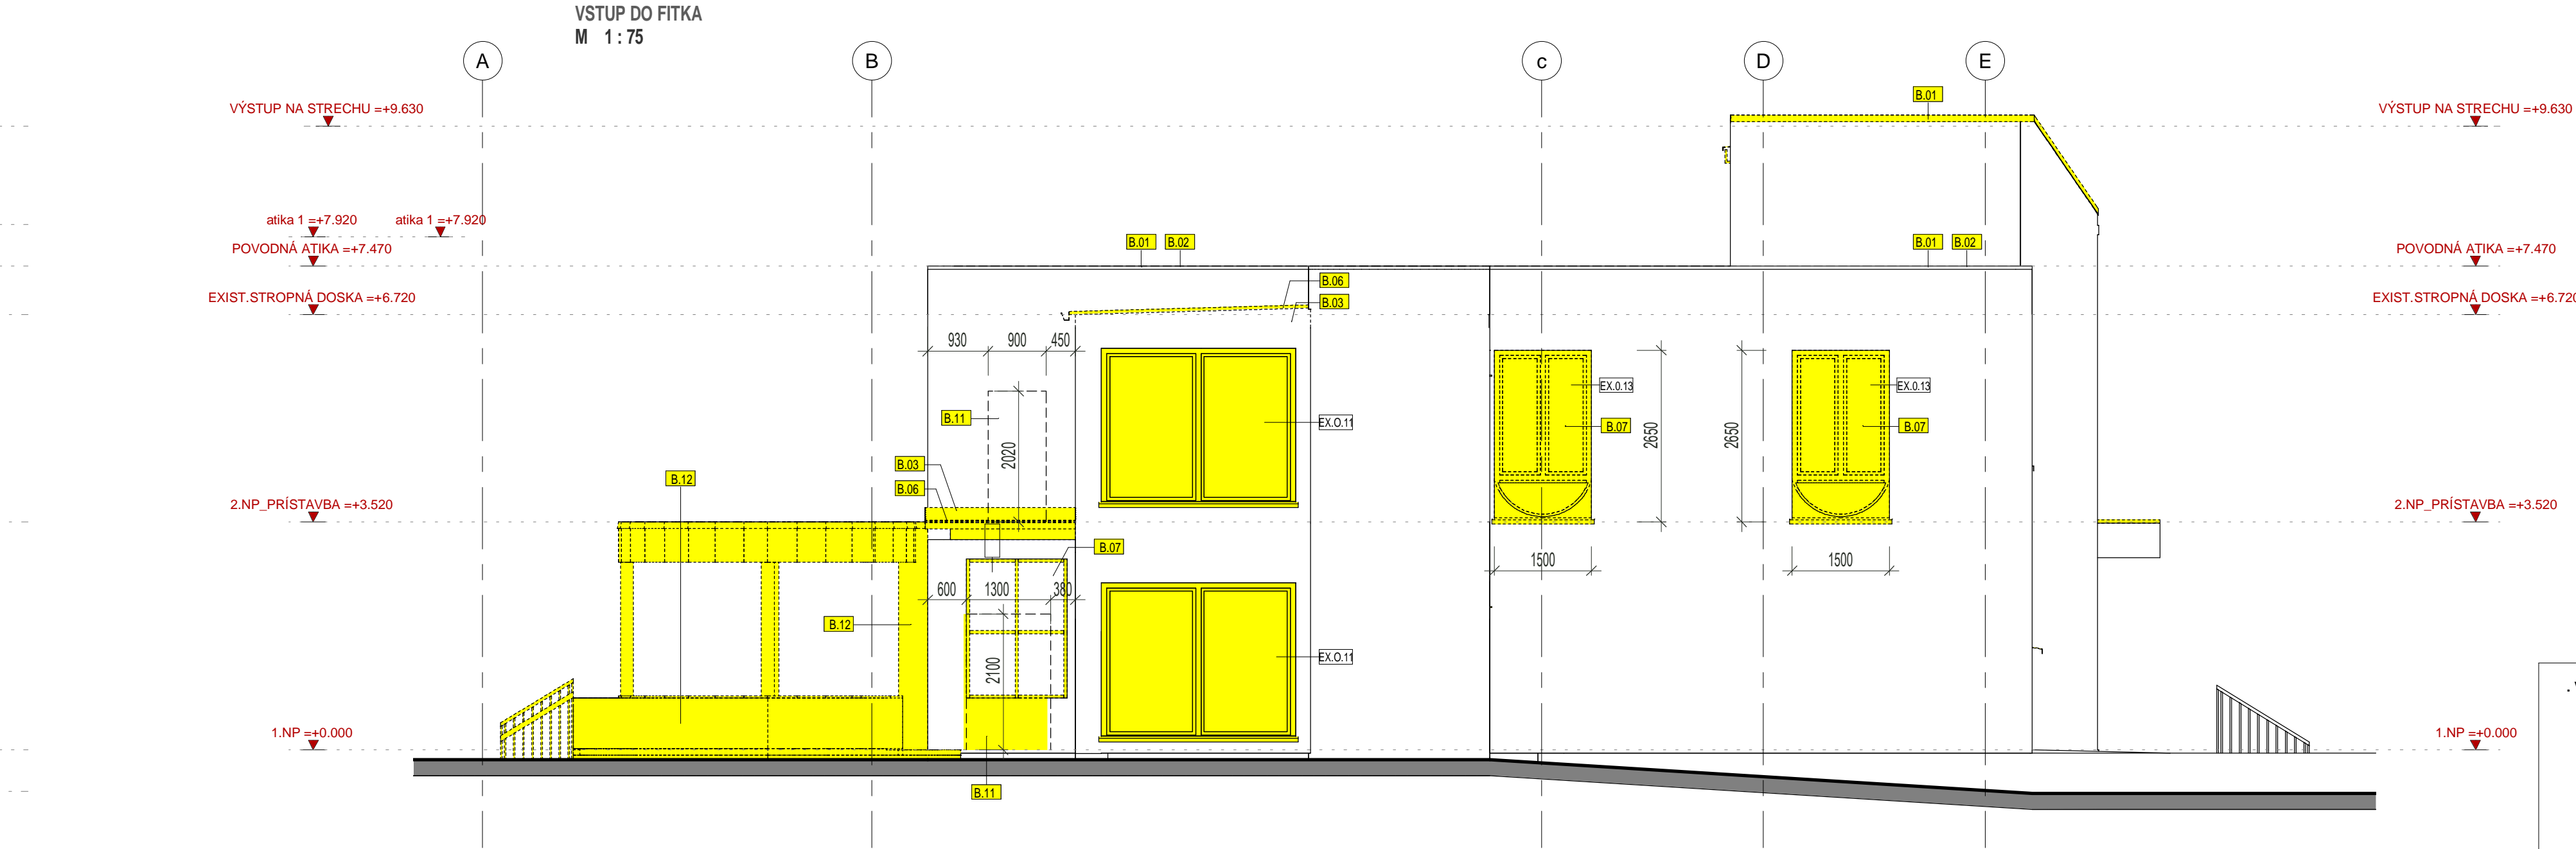 VSTUP DO FITKA
M 1 : 75
A
B
c
D
E
B.01
VÝSTUP NA STRECHU =+9.630
VÝSTUP NA STRECHU =+9.630
atika 1 =+7.920
atika 1 =+7.920
POVODNÁ ATIKA =+7.470
B.01
B.02
B.01
B.02
POVODNÁ ATIKA =+7.470
B.06
EXIST.STROPNÁ DOSKA =+6.720
B.03
EXIST.STROPNÁ DOSKA =+6.720
930
900
450
EX.0.13
EX.0.13
B.11
EX.O.11
B.07
B.07
2020
2650
2650
B.03
B.12
B.06
2.NP_PRÍSTAVBA =+3.520
2.NP_PRÍSTAVBA =+3.520
B.07
1500
1500
600
1300
380
B.12
2100
EX.O.11
1.NP =+0.000
1.NP =+0.000
B.11